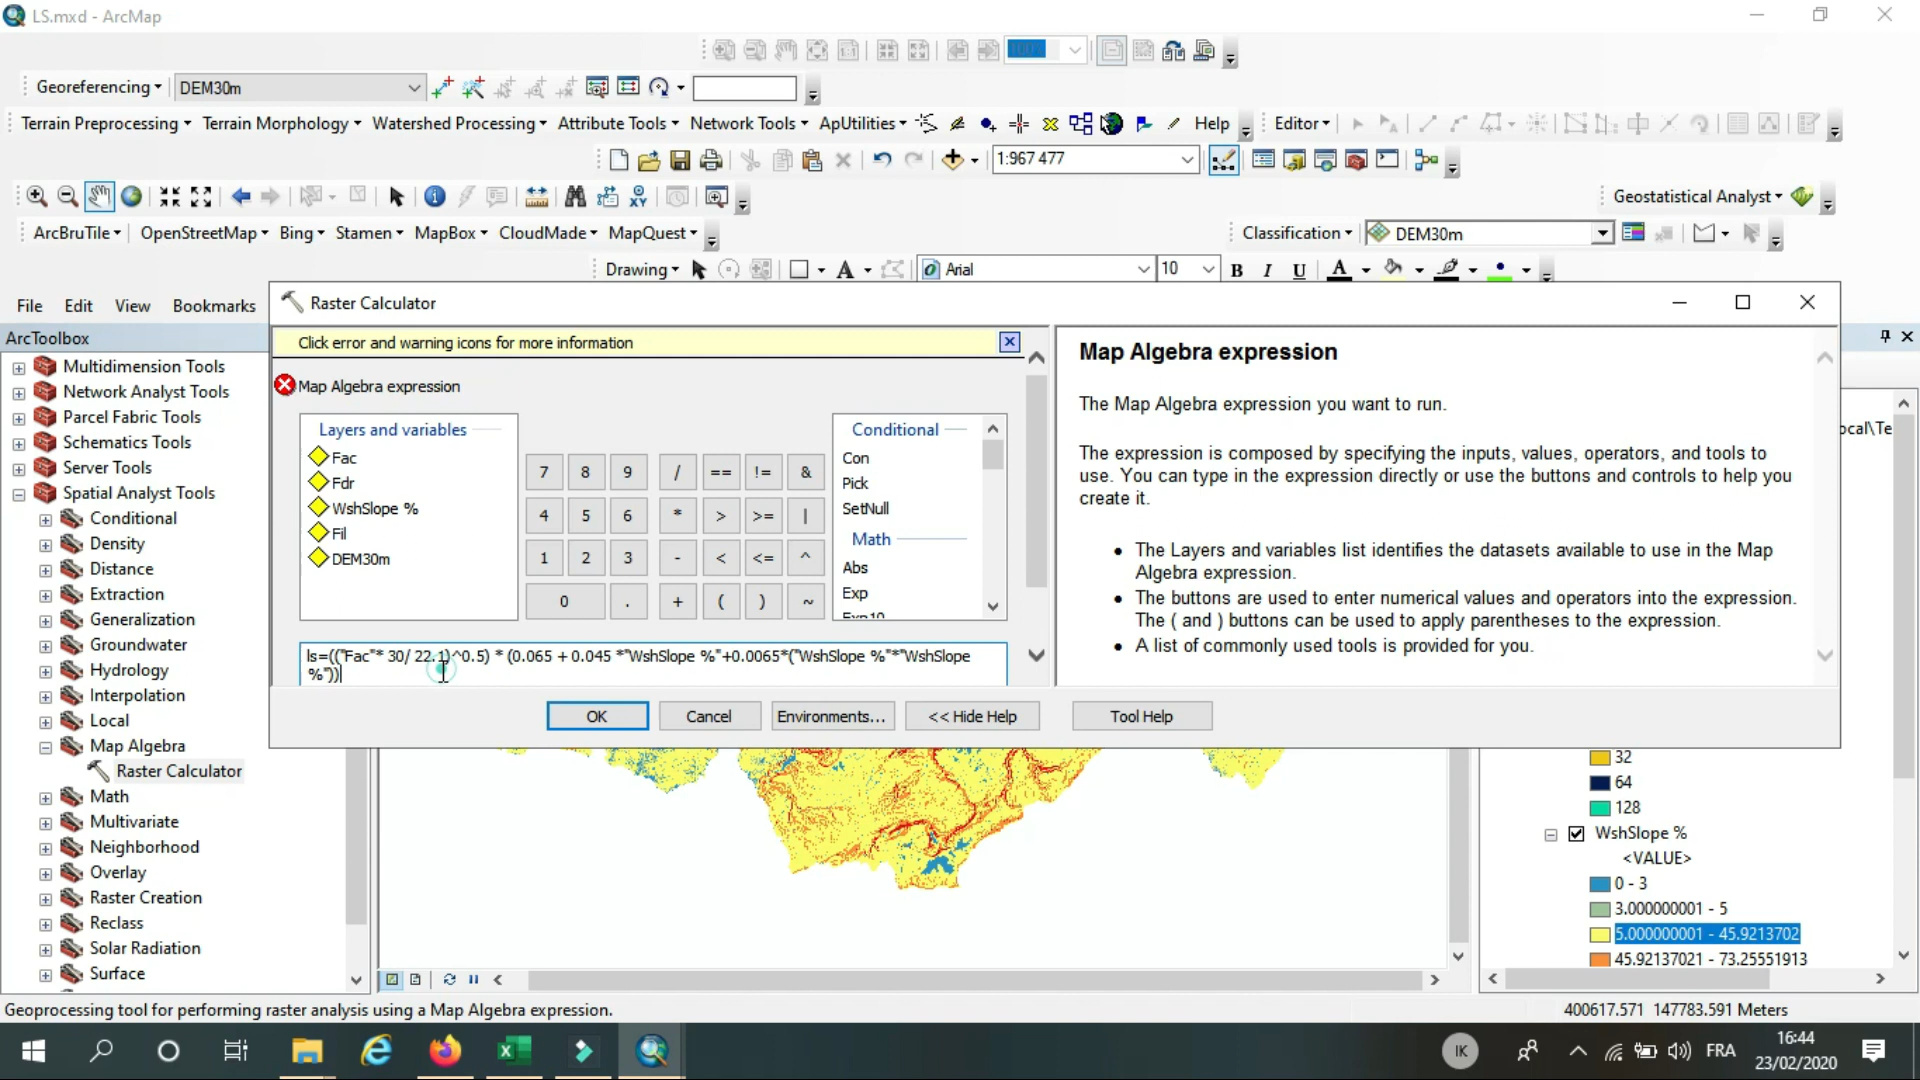 LS.mxd - ArcMap
100%
Georeferencing
DEM30m
Terrain Preprocessing
Terrain Morphology
Watershed Processing
Attribute Tools
Network Tools
ApUtilities
Help
Editor
1:967 477
Geostatistical Analyst
ArcBruTile
OpenStreetMap
Bing
Stamen
MapBox
CloudMade
MapQuest
Classification
DEM30m
Drawing
A
Arial
10
B I U A
File
Edit
View
Bookmarks
ArcToolbox
Multidimension Tools
Network Analyst Tools
Parcel Fabric Tools
Schematics Tools
Server Tools
Spatial Analyst Tools
Conditional
Density
Distance
Extraction
Generalization
Groundwater
Hydrology
Interpolation
Local
Map Algebra
Raster Calculator
Math
Multivariate
Neighborhood
Overlay
Raster Creation
Reclass
Solar Radiation
Surface
Raster Calculator
Click error and warning icons for more information
Map Algebra expression
Layers and variables
Fac
Fdr
WshSlope %
Fil
DEM30m
7 8 9 / == != &
4 5 6 * > >= |
1 2 3 - < <= ^
0 . + ( ) ~
Conditional
Con
Pick
SetNull
Math
Abs
Exp
Exp10
ls=(("Fac"* 30/ 22.1)^0.5) * (0.065 + 0.045 *"WshSlope %"+0.0065*("WshSlope %"*"WshSlope
%"))
OK
Cancel
Environments...
<< Hide Help
Tool Help
Map Algebra expression
The Map Algebra expression you want to run.
The expression is composed by specifying the inputs, values, operators, and tools to
use. You can type in the expression directly or use the buttons and controls to help you
create it.
• The Layers and variables list identifies the datasets available to use in the Map
Algebra expression.
• The buttons are used to enter numerical values and operators into the expression.
The ( and ) buttons can be used to apply parentheses to the expression.
• A list of commonly used tools is provided for you.
ocal\Te
32
64
128
WshSlope %
<VALUE>
0 - 3
3.000000001 - 5
5.000000001 - 45.9213702
45.92137021 - 73.25551913
Geoprocessing tool for performing raster analysis using a Map Algebra expression.
400617.571 147783.591 Meters
IK
FRA
16:44
23/02/2020